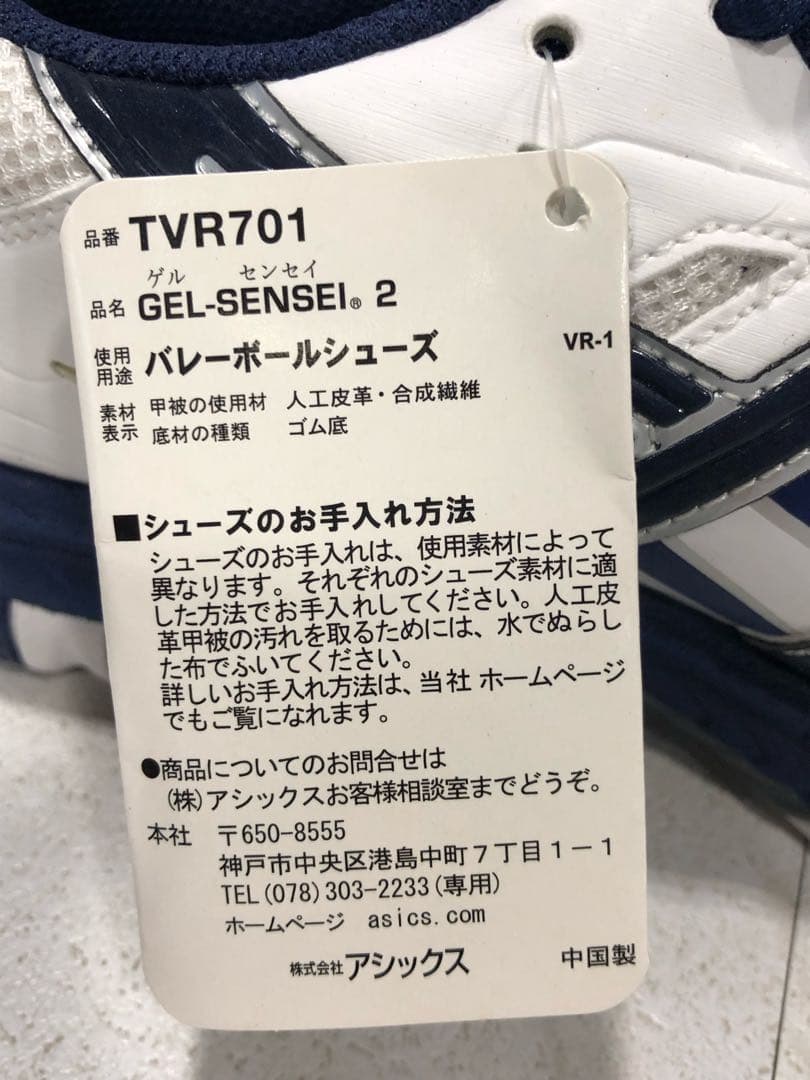 品番 TVR701
ゲル センセイ
品名 GEL-SENSEI® 2
使用用途 バレーボールシューズ VR-1
素材表示 甲被の使用材 人工皮革・合成繊維
底材の種類 ゴム底
■シューズのお手入れ方法
シューズのお手入れは、使用素材によって
異なります。それぞれのシューズ素材に適
した方法でお手入れしてください。人工皮
革甲被の汚れを取るためには、水でぬらし
た布でふいてください。
詳しいお手入れ方法は、当社 ホームページ
でもご覧になれます。
●商品についてのお問合せは
(株)アシックスお客様相談室までどうぞ。
本社 〒650-8555
神戸市中央区港島中町7丁目1－1
TEL(078)303-2233(専用)
ホームページ asics.com
株式会社アシックス 中国製